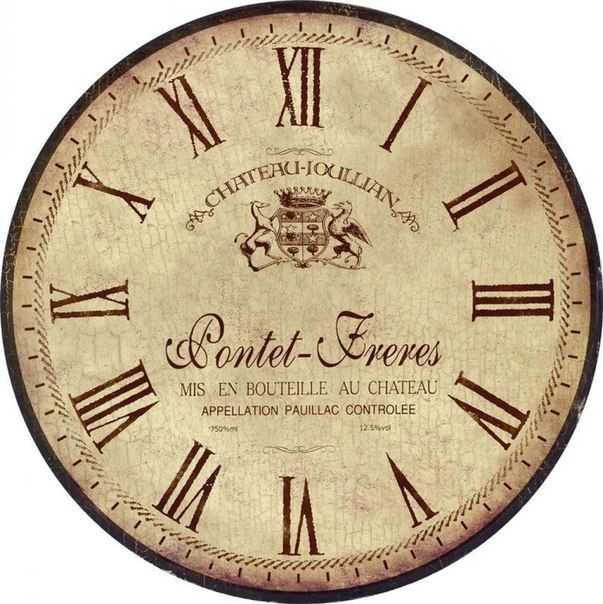 XII
I
II
III
IV
V
VI
VII
VIII
IX
X
XI
CHATEAU-JOULLIAN
Pontet-Freres
MIS EN BOUTEILLE AU CHATEAU
APPELLATION PAUILLAC CONTROLEE
750%ml 12.5%vol